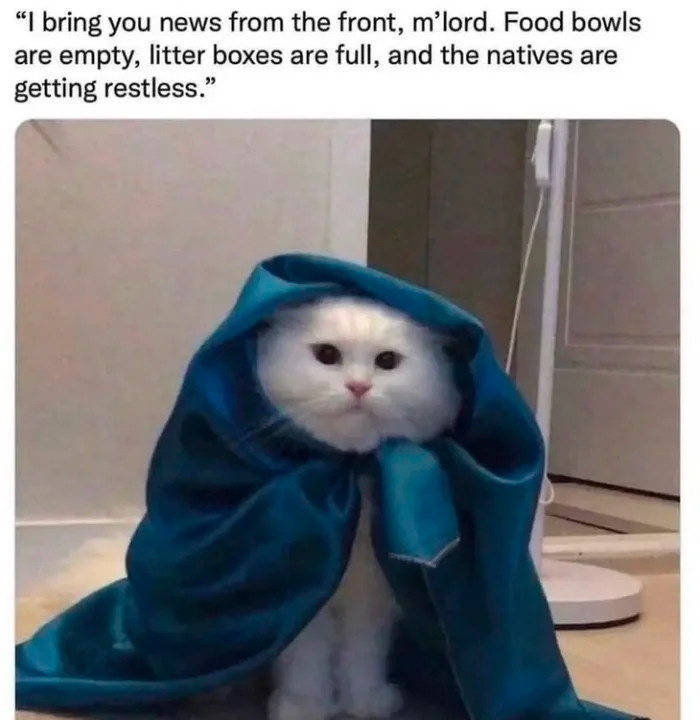 “I bring you news from the front, m’lord. Food bowls
are empty, litter boxes are full, and the natives are
getting restless.”